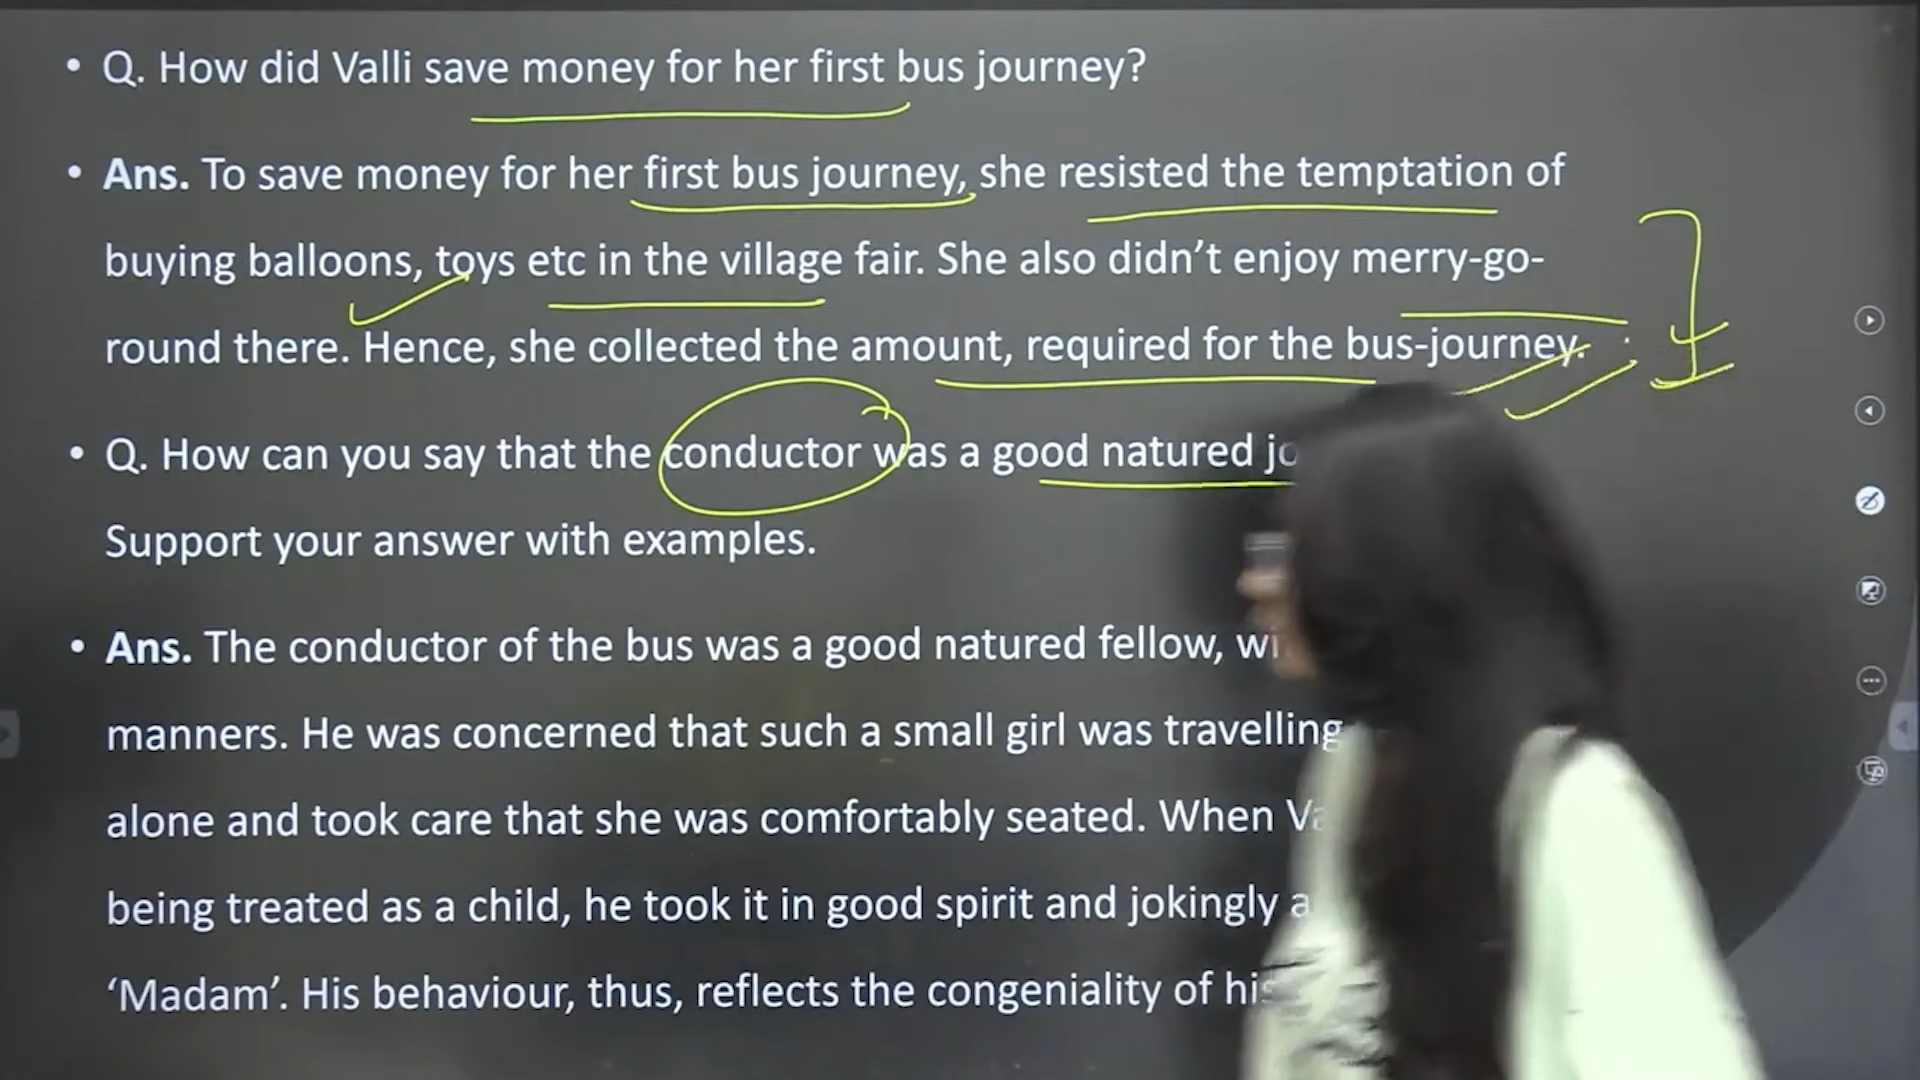 • Q. How did Valli save money for her first bus journey?
• Ans. To save money for her first bus journey, she resisted the temptation of
buying balloons, toys etc in the village fair. She also didn’t enjoy merry-go-
round there. Hence, she collected the amount, required for the bus-journey.
• Q. How can you say that the conductor was a good natured
Support your answer with examples.
• Ans. The conductor of the bus was a good natured fellow,
manners. He was concerned that such a small girl was travelling
alone and took care that she was comfortably seated. When
being treated as a child, he took it in good spirit and jokingly
‘Madam’. His behaviour, thus, reflects the congeniality of